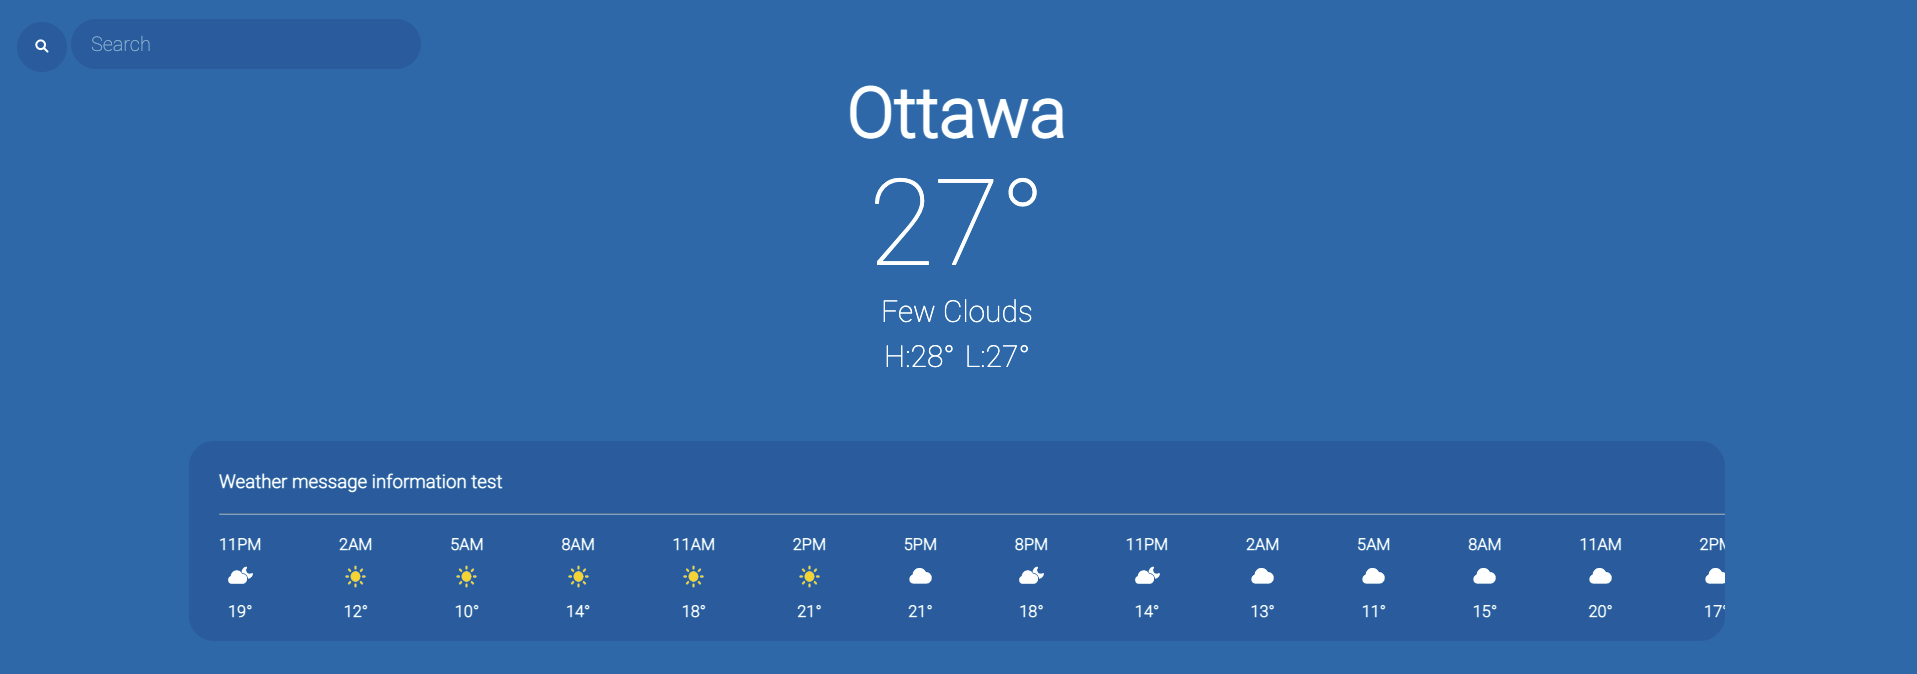 Search
Ottawa
27°
Few Clouds
H:28° L:27°
Weather message information test
11PM 2AM 5AM 8AM 11AM 2PM 5PM 8PM 11PM 2AM 5AM 8AM 11AM 2PM
19° 12° 10° 14° 18° 21° 21° 18° 14° 13° 11° 15° 20° 17°